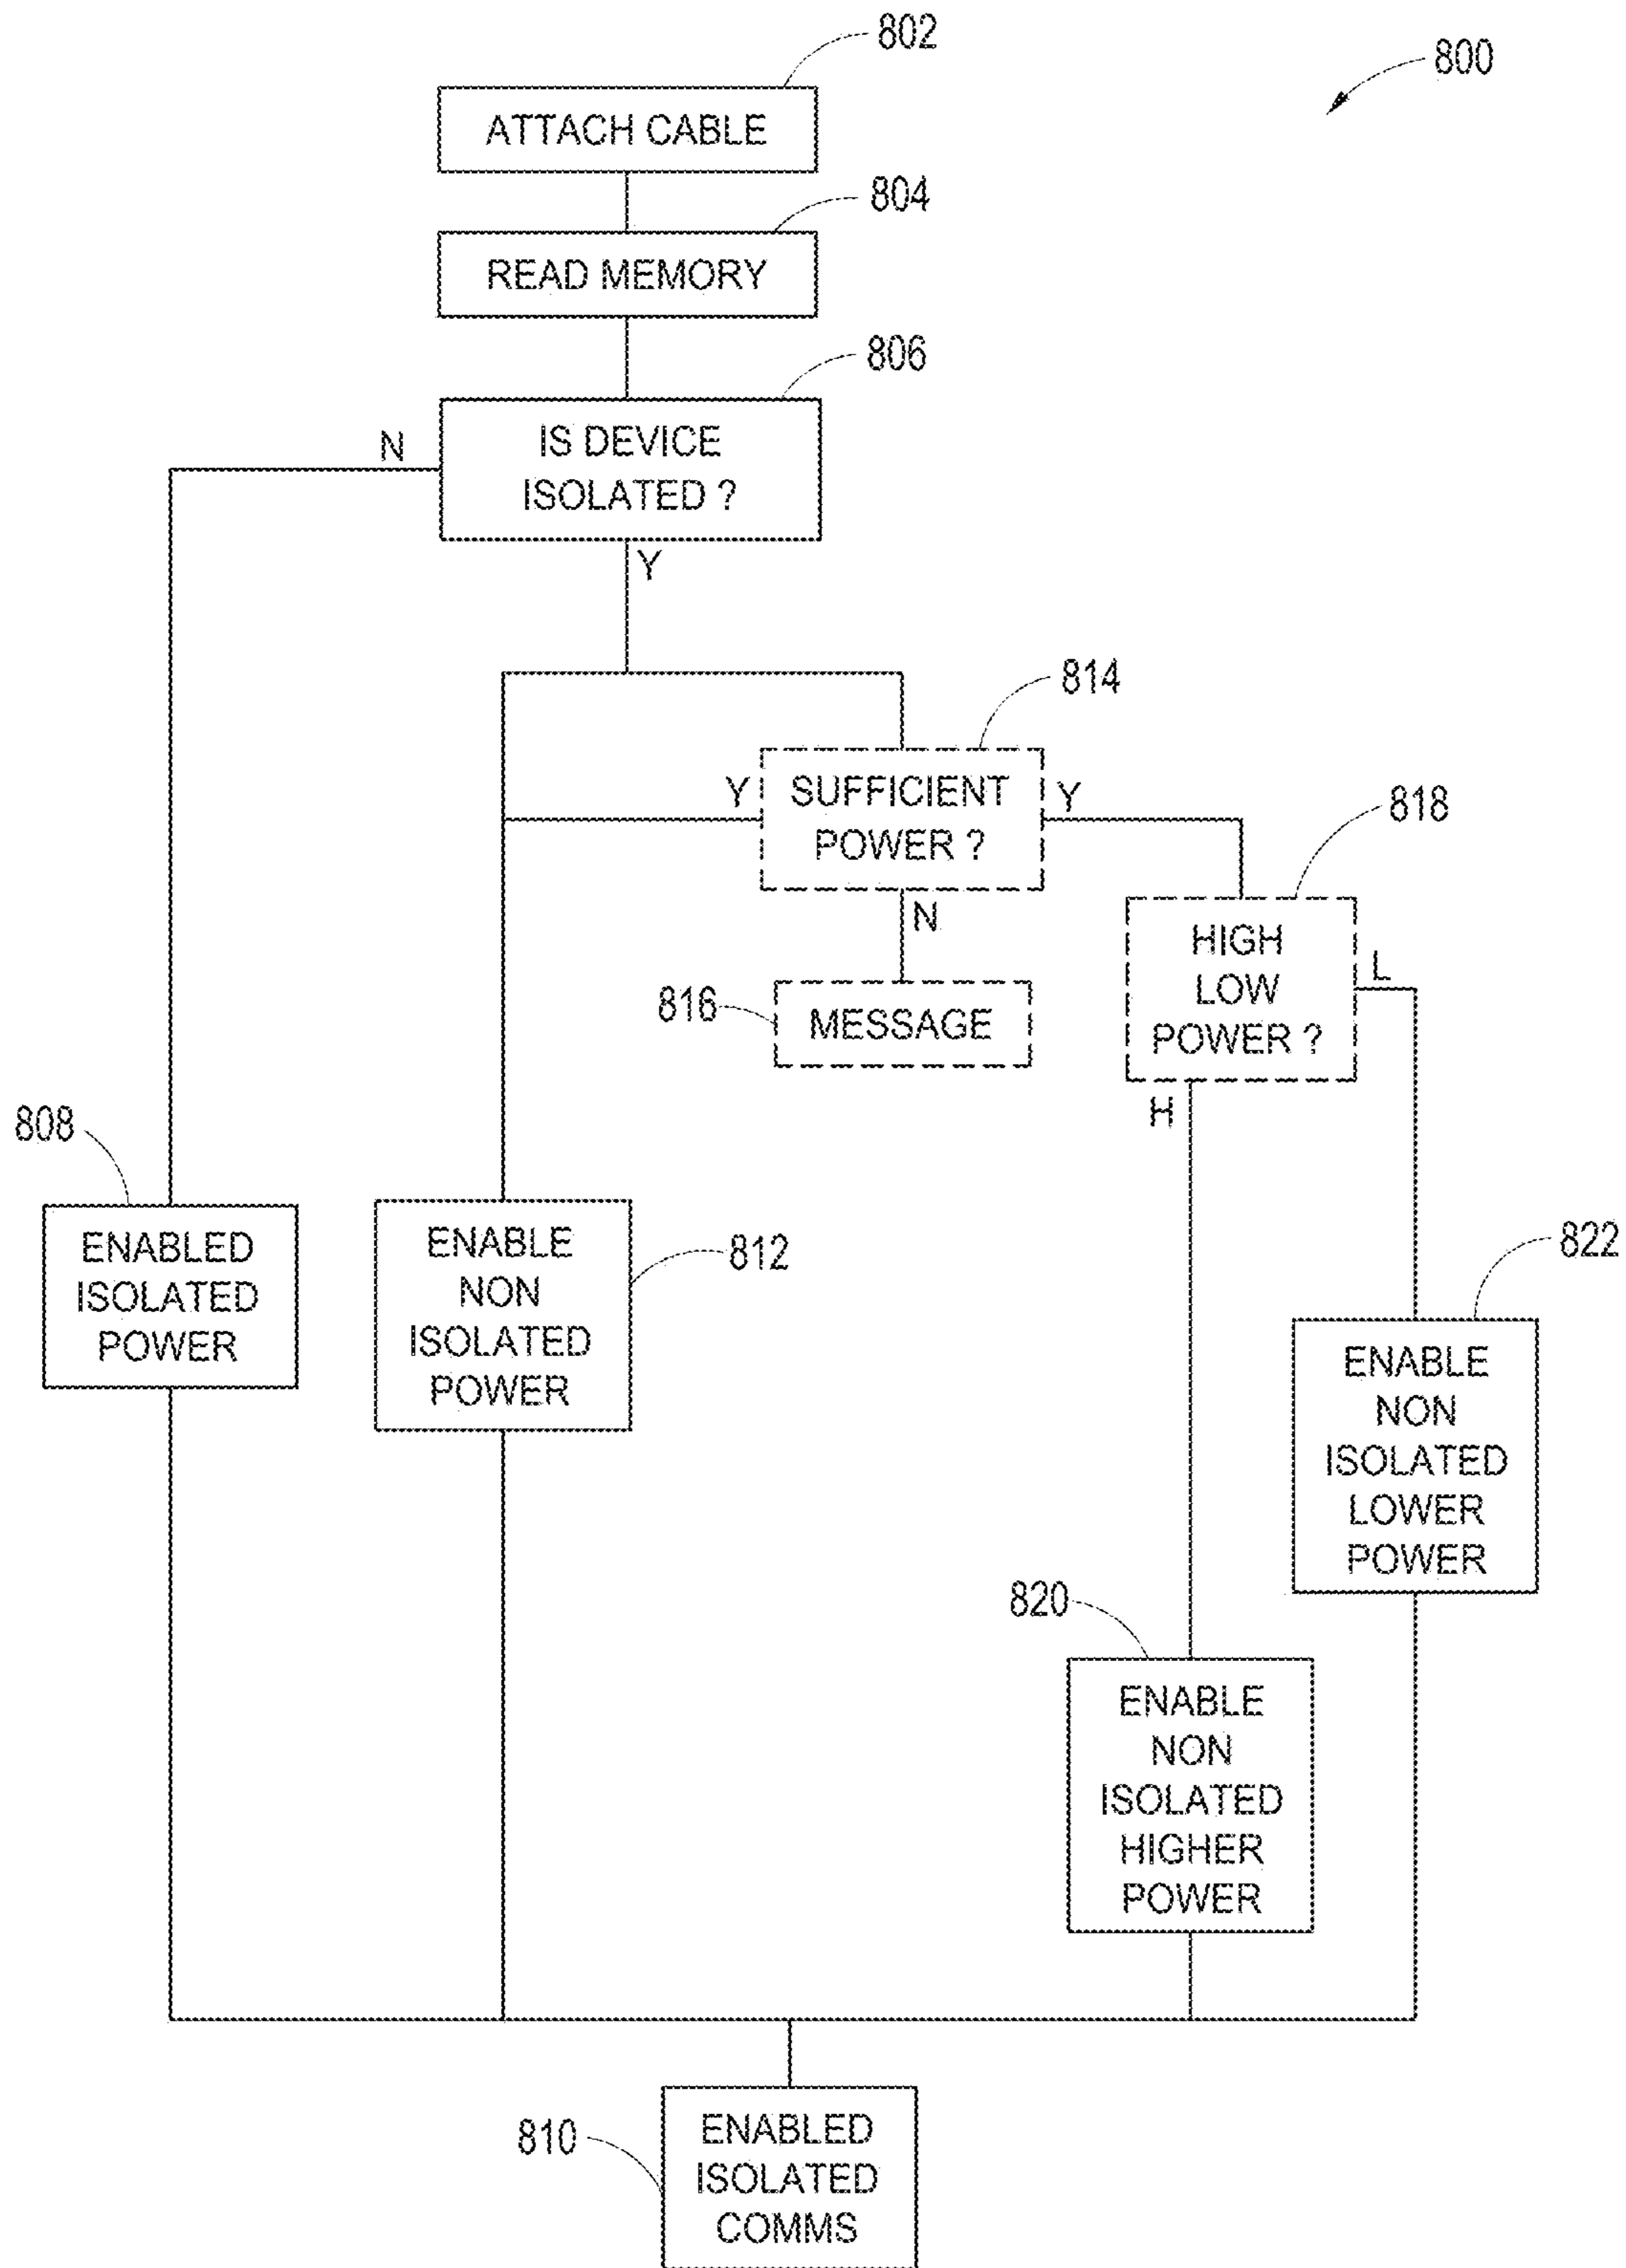 802
800
ATTACH CABLE
804
READ MEMORY
806
N
IS DEVICE
ISOLATED ?
Y
814
Y
SUFFICIENT
POWER ?
Y
818
N
HIGH
LOW
POWER ?
L
816
MESSAGE
H
808
ENABLED
ISOLATED
POWER
ENABLE
NON
ISOLATED
POWER
812
822
ENABLE
NON
ISOLATED
LOWER
POWER
820
ENABLE
NON
ISOLATED
HIGHER
POWER
810
ENABLED
ISOLATED
COMMS